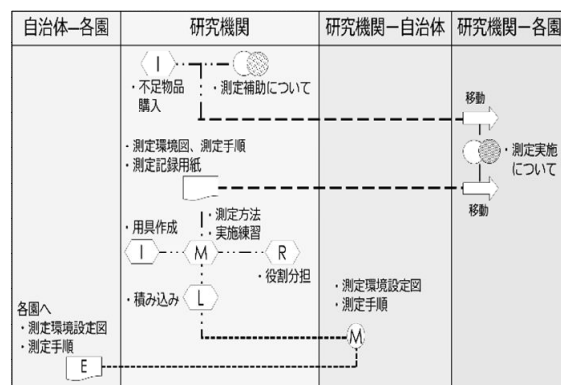 自治体―各園
研究機関
研究機関ー自治体
研究機関ー各園
I
・不足物品
購入
・測定補助について
移動
・測定実施
について
移動
・測定環境図、測定手順
・測定記録用紙
・測定方法
・実施練習
・用具作成
I
M
R
・役割分担
・積み込み
L
・測定環境設定図
・測定手順
M
各園へ
・測定環境設定図
・測定手順
E